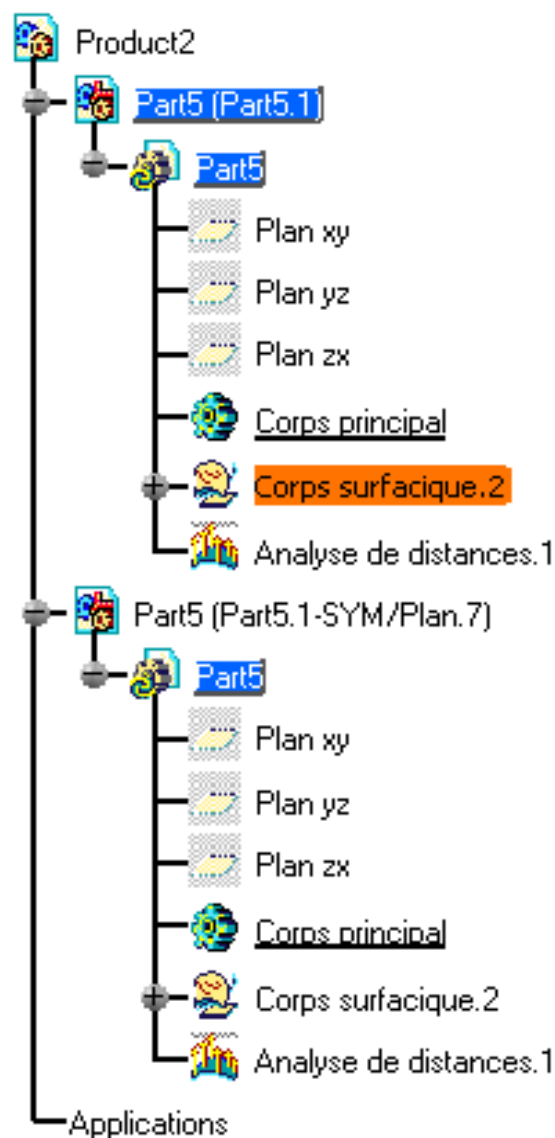 Product2
Part5 (Part5.1)
Part5
Plan xy
Plan yz
Plan zx
Corps principal
Corps surfacique.2
Analyse de distances.1
Part5 (Part5.1-SYM/Plan.7)
Part5
Plan xy
Plan yz
Plan zx
Corps principal
Corps surfacique.2
Analyse de distances.1
Applications